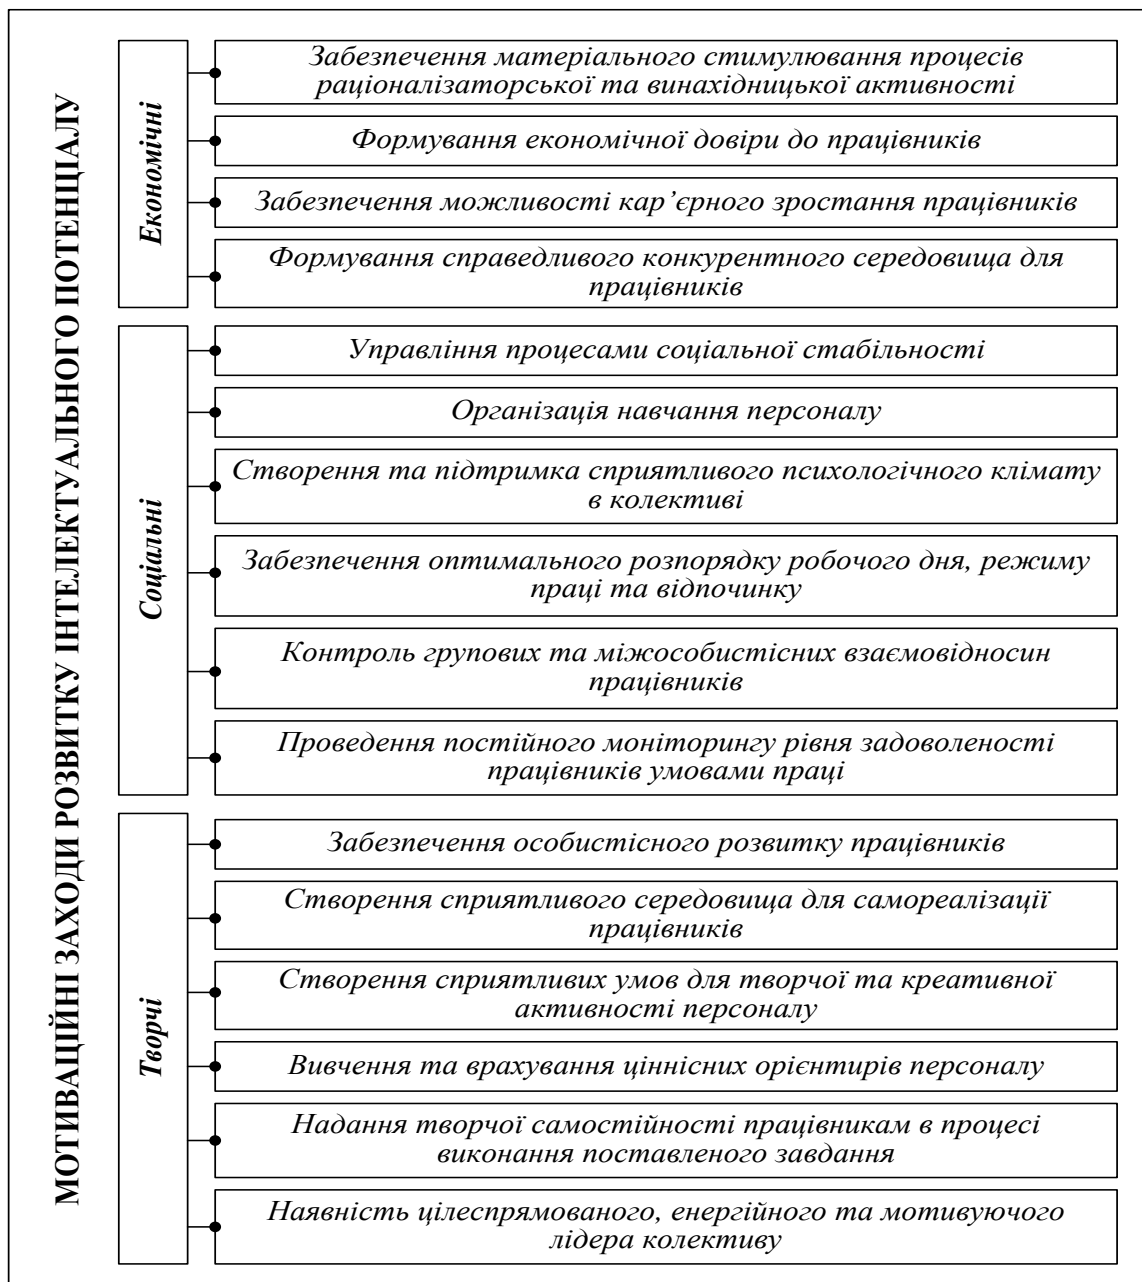 МОТИВАЦІЙНІ ЗАХОДИ РОЗВИТКУ ІНТЕЛЕКТУАЛЬНОГО ПОТЕНЦІАЛУ
Економічні
Забезпечення матеріального стимулювання процесів
раціоналізаторської та винахідницької активності
Формування економічної довіри до працівників
Забезпечення можливості кар’єрного зростання працівників
Формування справедливого конкурентного середовища для
працівників
Соціальні
Управління процесами соціальної стабільності
Організація навчання персоналу
Створення та підтримка сприятливого психологічного клімату
в колективі
Забезпечення оптимального розпорядку робочого дня, режиму
праці та відпочинку
Контроль групових та міжособистісних взаємовідносин
працівників
Проведення постійного моніторингу рівня задоволеності
працівників умовами праці
Творчі
Забезпечення особистісного розвитку працівників
Створення сприятливого середовища для самореалізації
працівників
Створення сприятливих умов для творчої та креативної
активності персоналу
Вивчення та врахування ціннісних орієнтирів персоналу
Надання творчої самостійності працівникам в процесі
виконання поставленого завдання
Наявність цілеспрямованого, енергійного та мотивуючого
лідера колективу